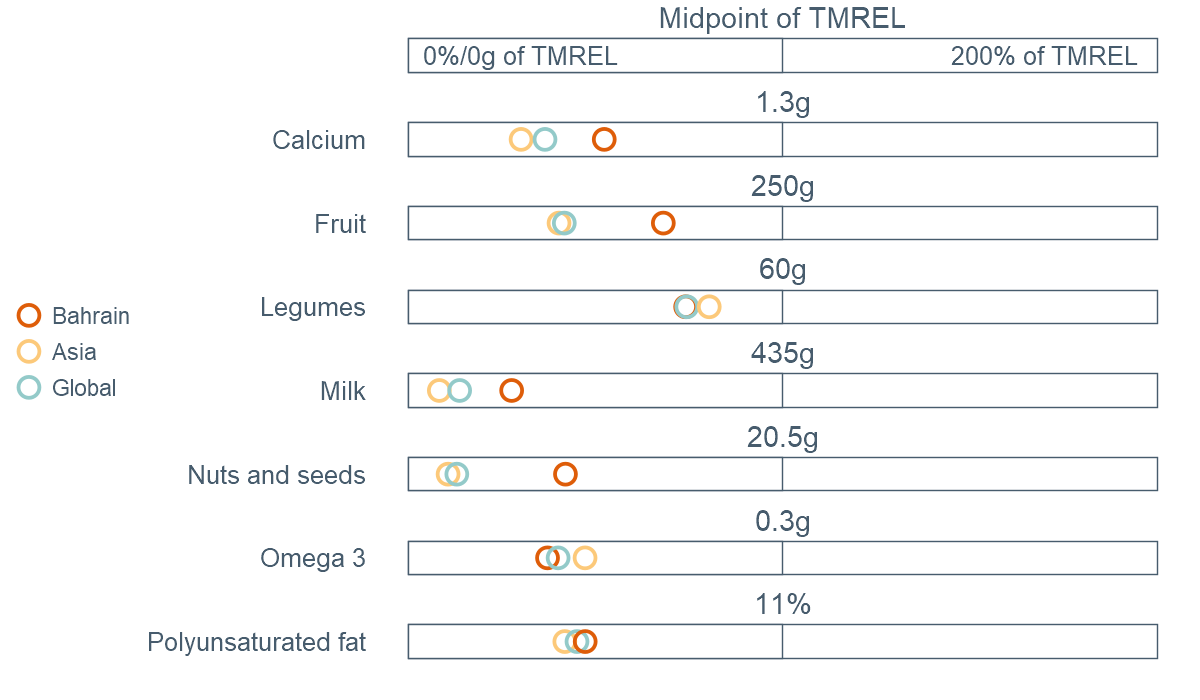 Midpoint of TMREL
0%/0g of TMREL
200% of TMREL
1.3g
Calcium
250g
Fruit
60g
Legumes
435g
Milk
20.5g
Nuts and seeds
0.3g
Omega 3
11%
Polyunsaturated fat
Bahrain
Asia
Global